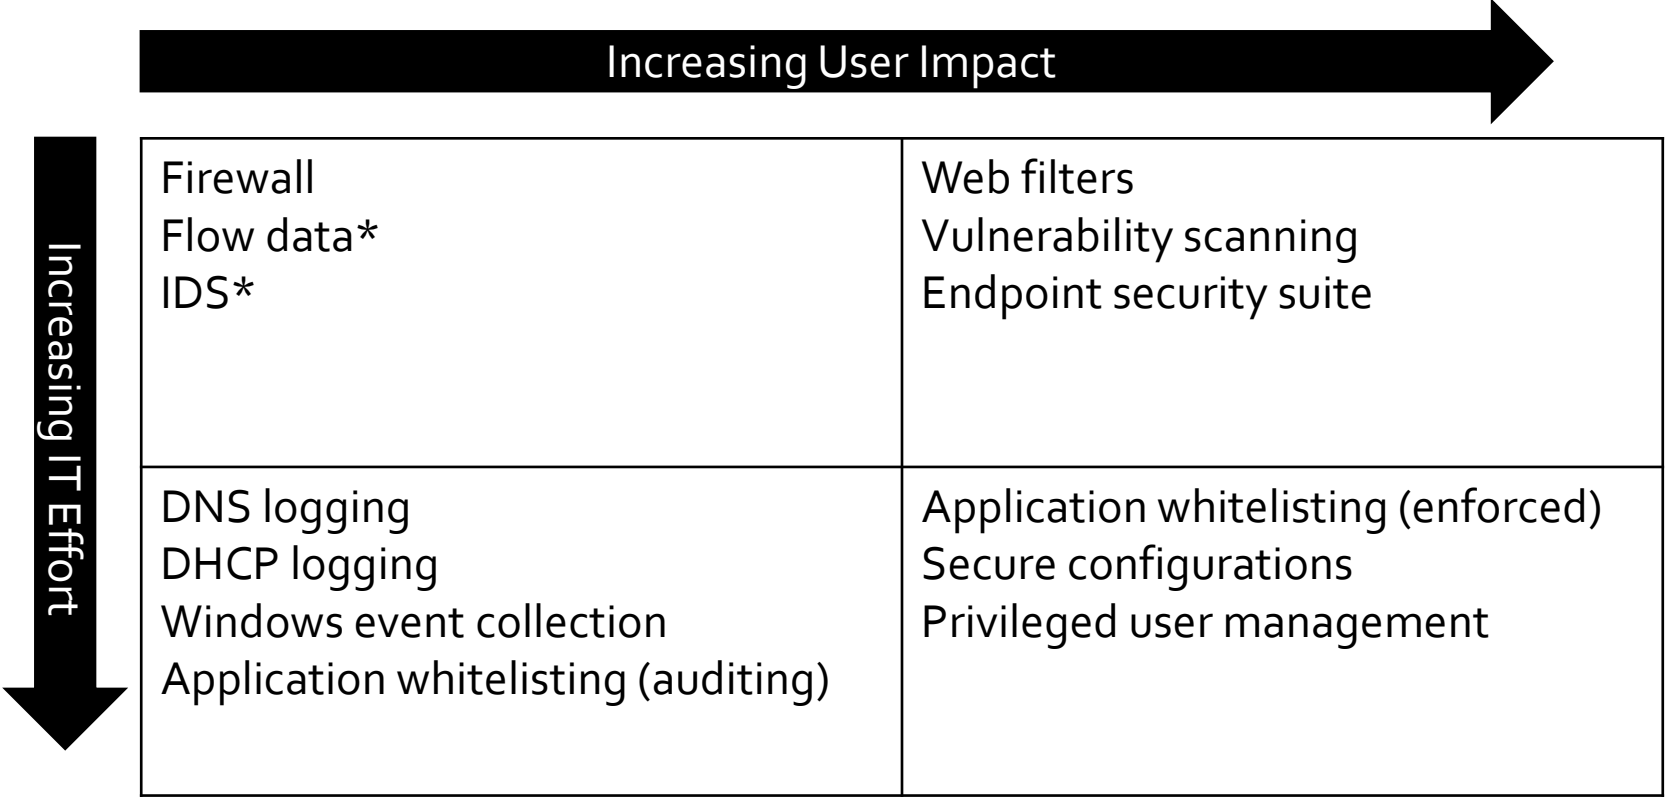 Increasing User Impact
Increasing IT Effort
Firewall
Flow data*
IDS*
Web filters
Vulnerability scanning
Endpoint security suite
DNS logging
DHCP logging
Windows event collection
Application whitelisting (auditing)
Application whitelisting (enforced)
Secure configurations
Privileged user management